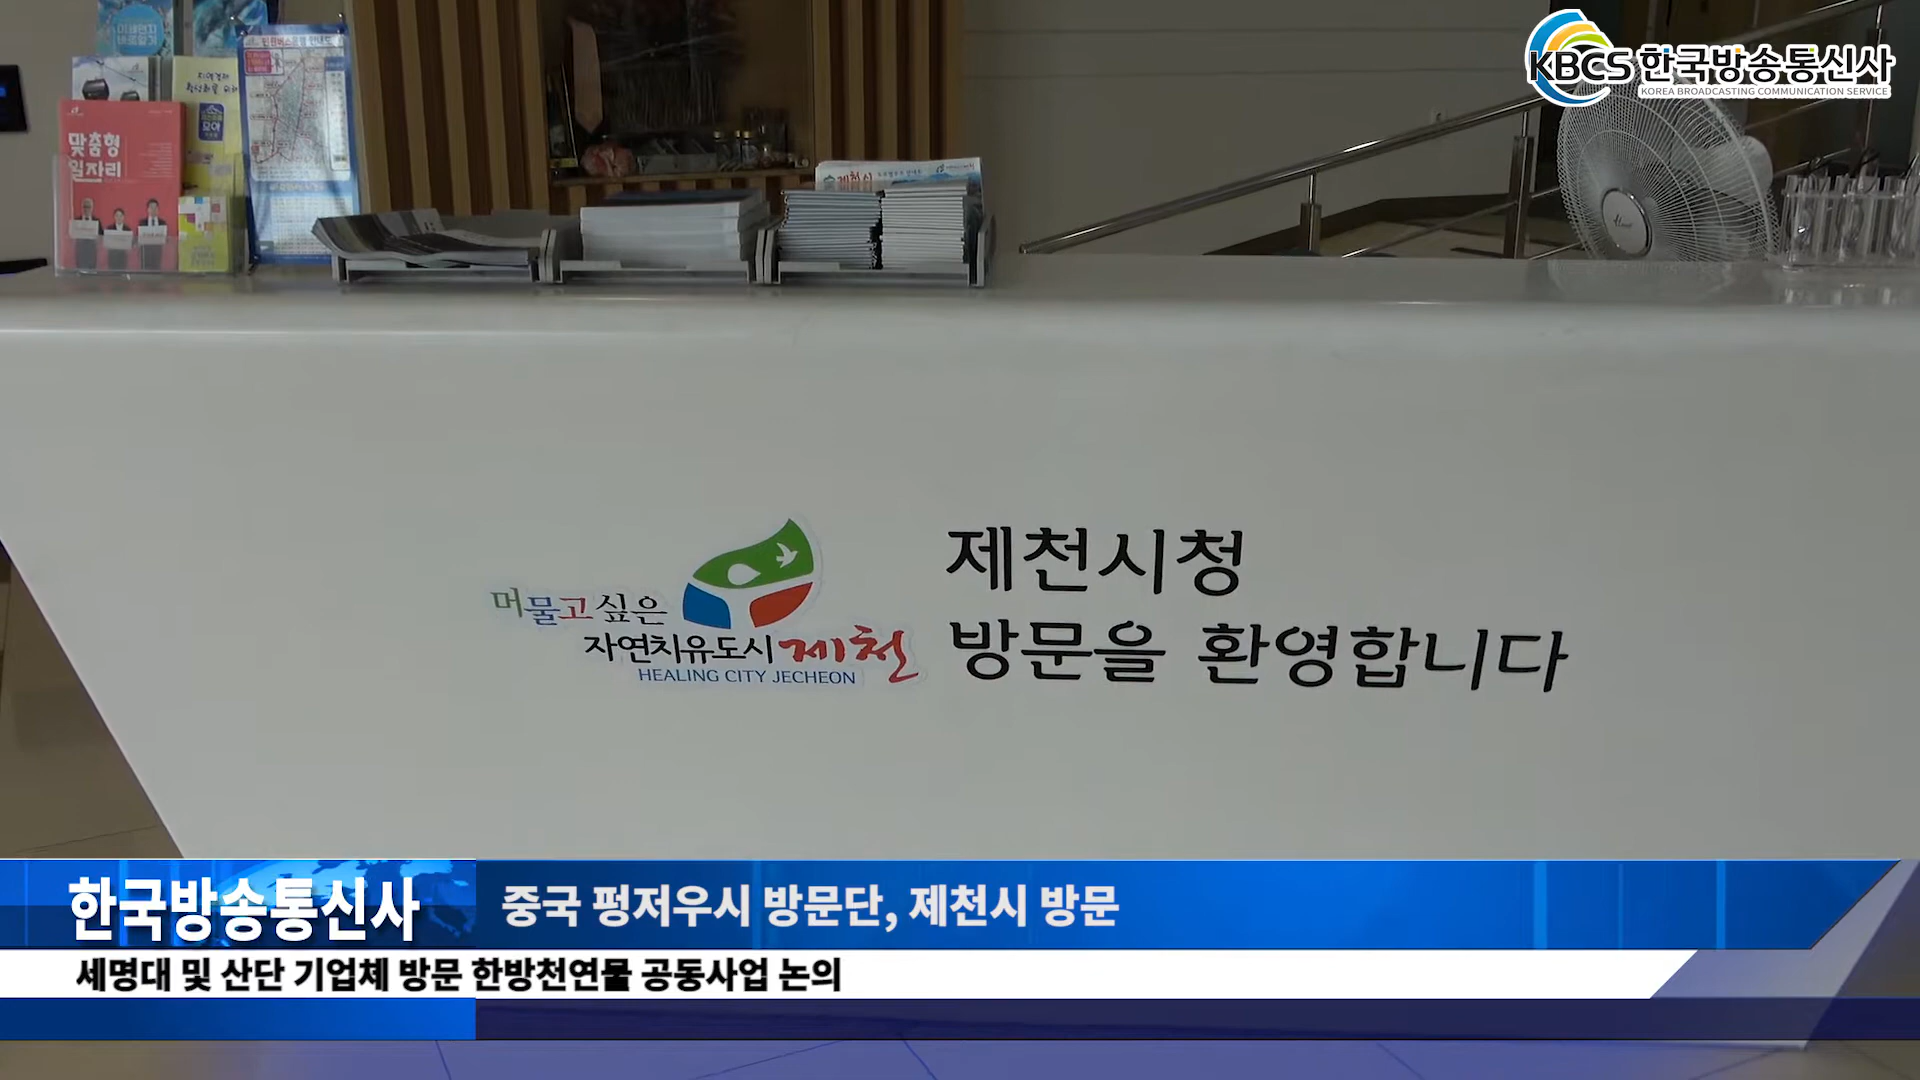 KBCS 한국방송통신사
KOREA BROADCASTING COMMUNICATION SERVICE
맞춤형
일자리
머물고 싶은
자연치유도시 제천
HEALING CITY JECHEON
제천시청
방문을 환영합니다
한국방송통신사
중국 펑저우시 방문단, 제천시 방문
세명대 및 산단 기업체 방문 한방천연물 공동사업 논의